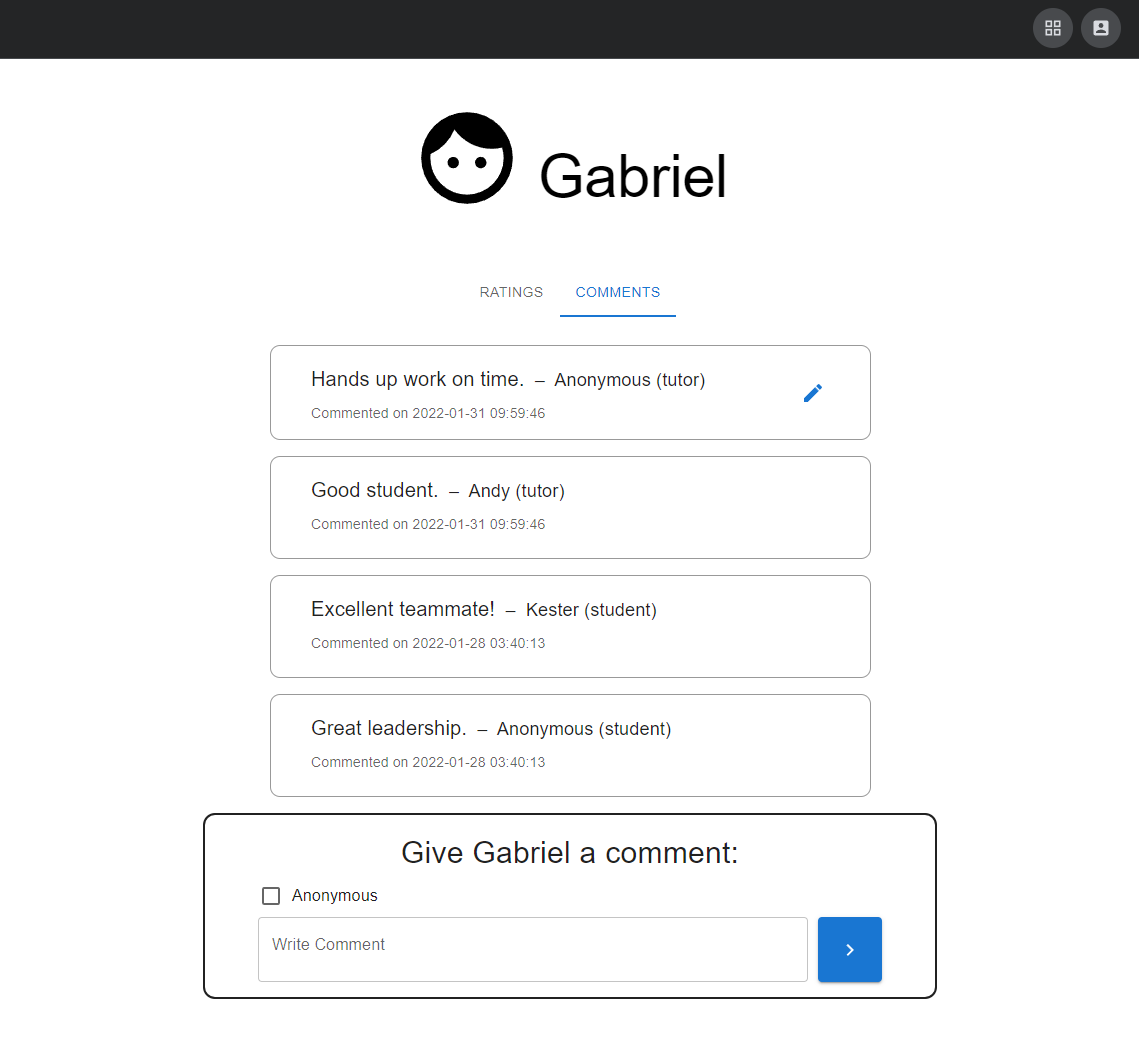 Gabriel
RATINGS COMMENTS
Hands up work on time. – Anonymous (tutor)
Commented on 2022-01-31 09:59:46
Good student. – Andy (tutor)
Commented on 2022-01-31 09:59:46
Excellent teammate! – Kester (student)
Commented on 2022-01-28 03:40:13
Great leadership. – Anonymous (student)
Commented on 2022-01-28 03:40:13
Give Gabriel a comment:
Anonymous
Write Comment